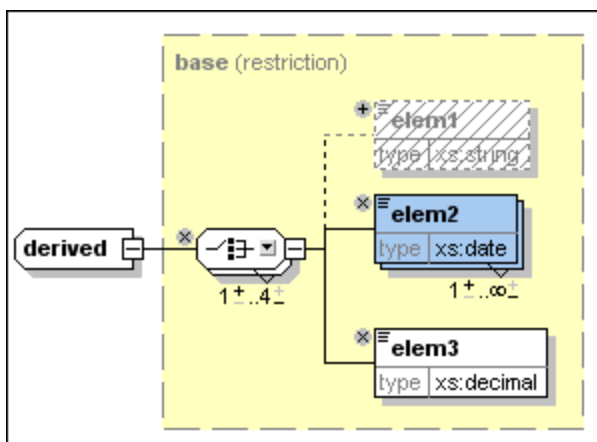 base (restriction)
elem1
type xs:string
elem2
type xs:date
1 ± ..∞ ±
derived
1 ± ..4 ±
elem3
type xs:decimal